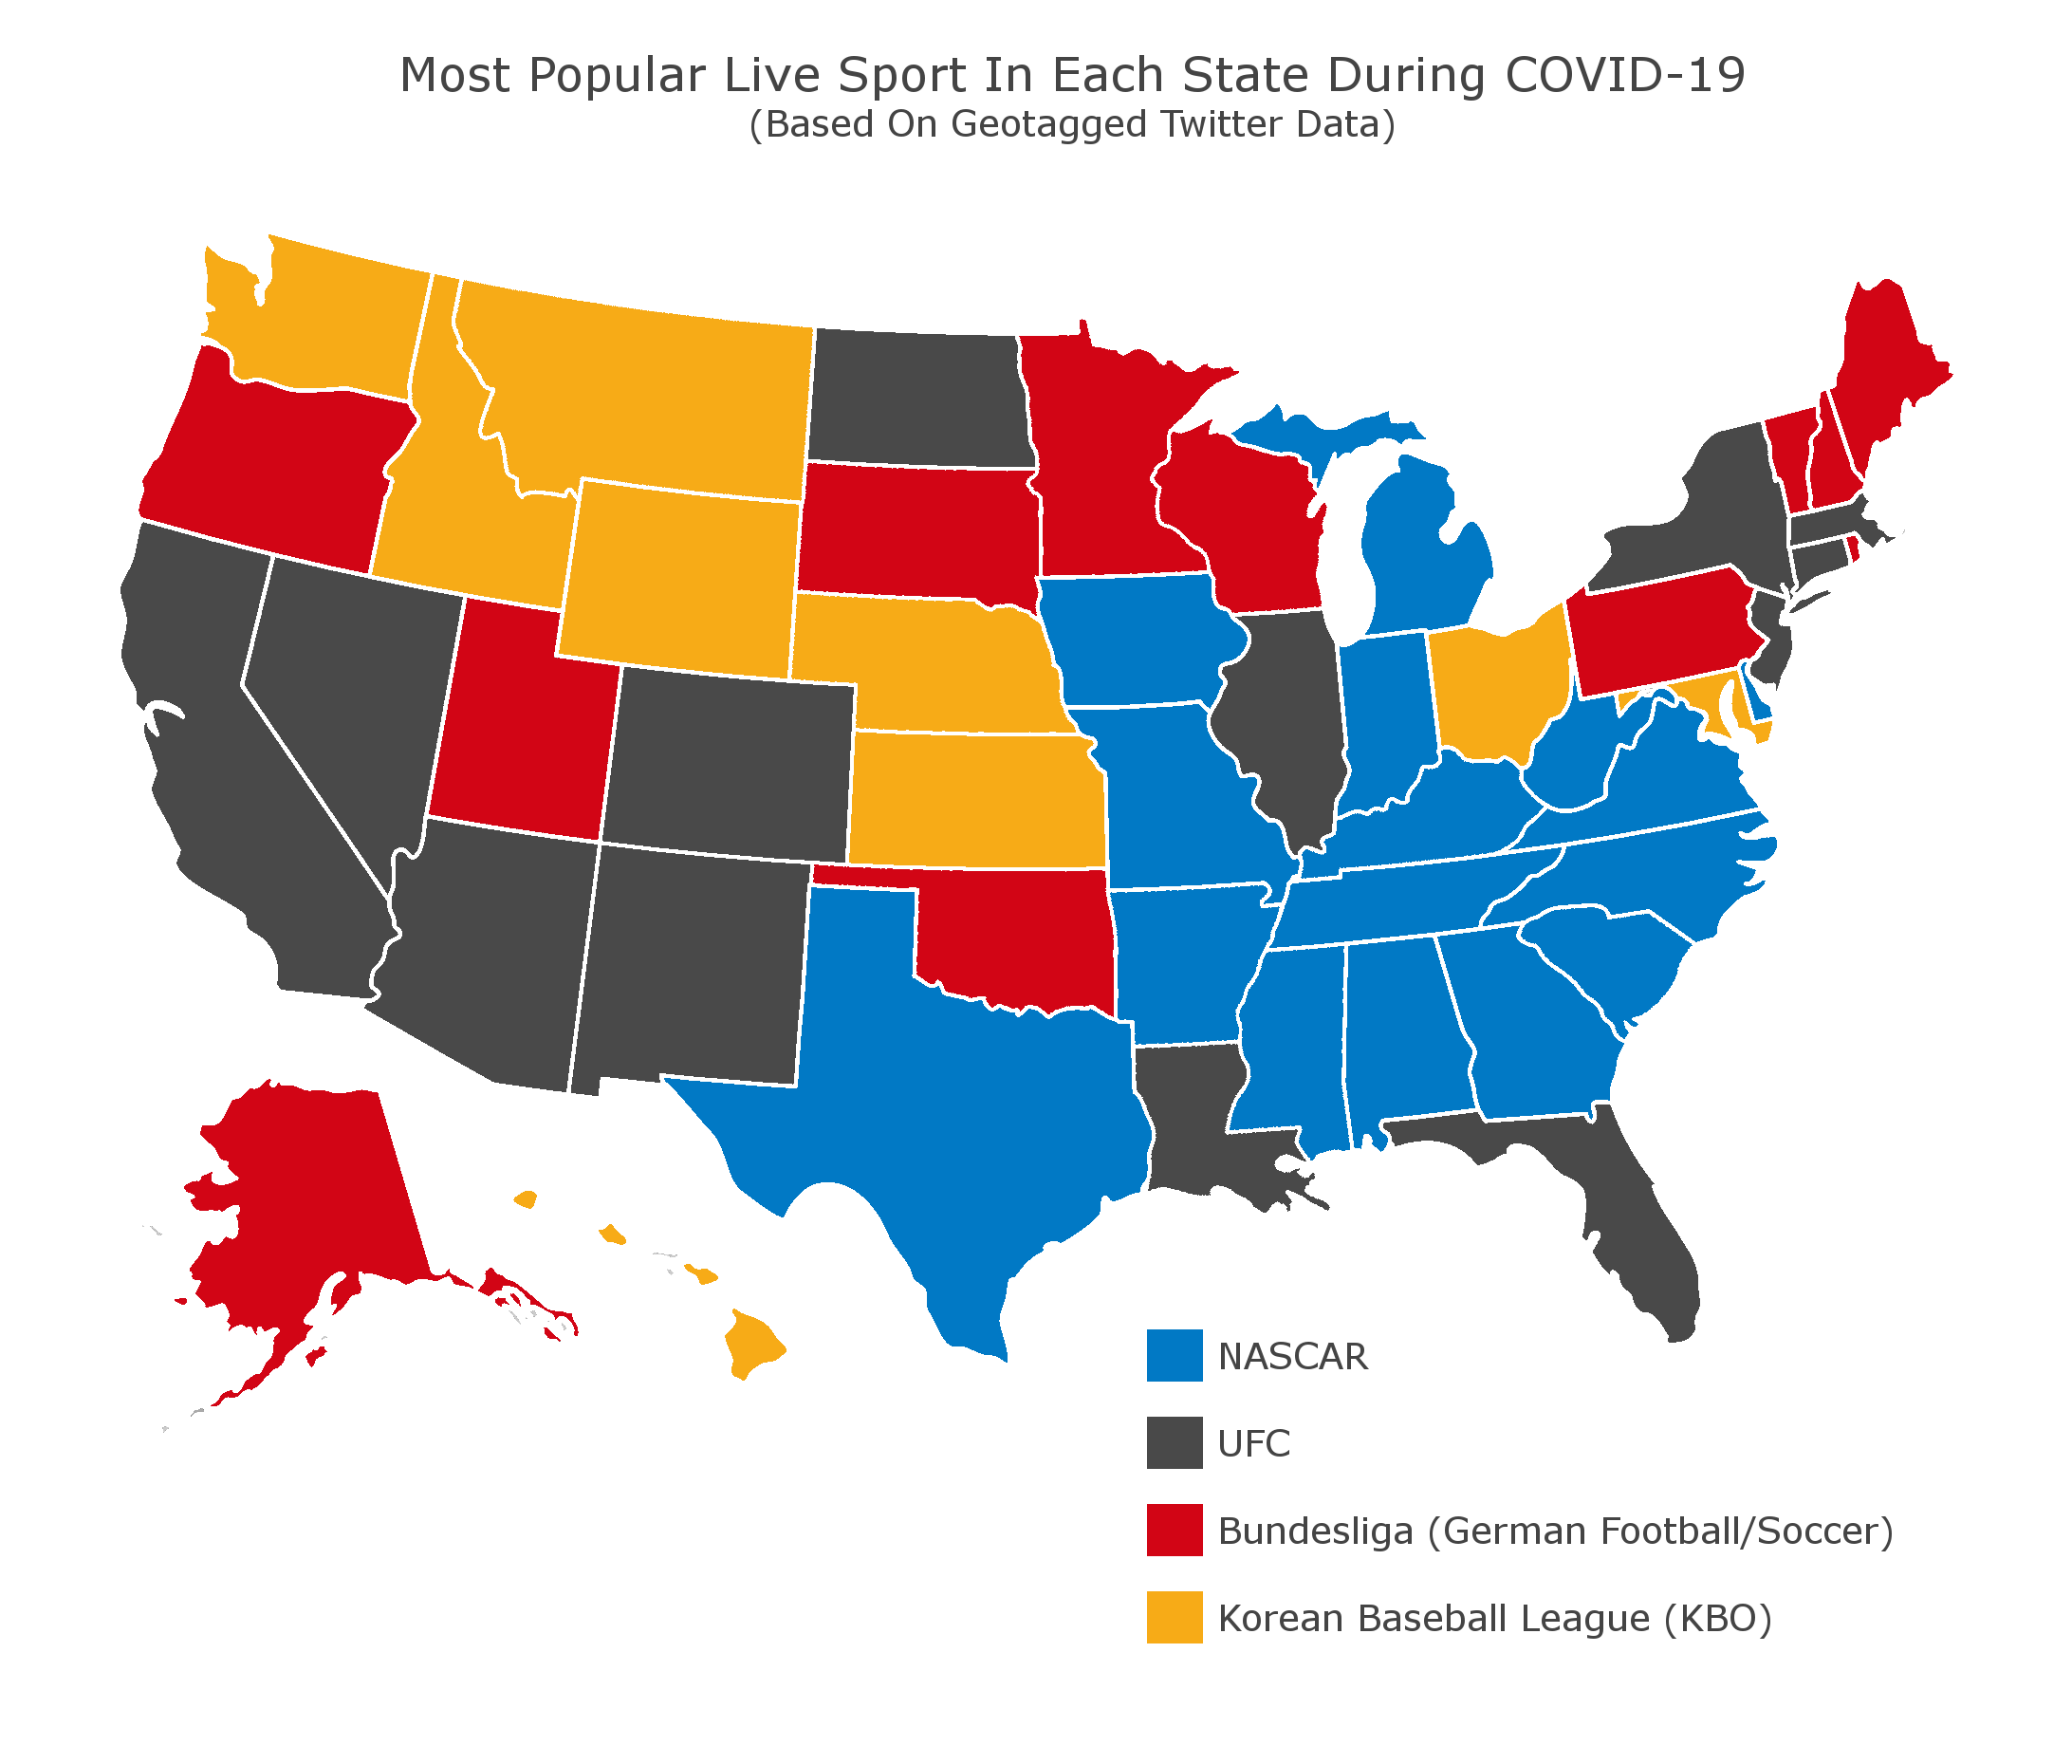 Most Popular Live Sport In Each State During COVID-19
(Based On Geotagged Twitter Data)
NASCAR
UFC
Bundesliga (German Football/Soccer)
Korean Baseball League (KBO)